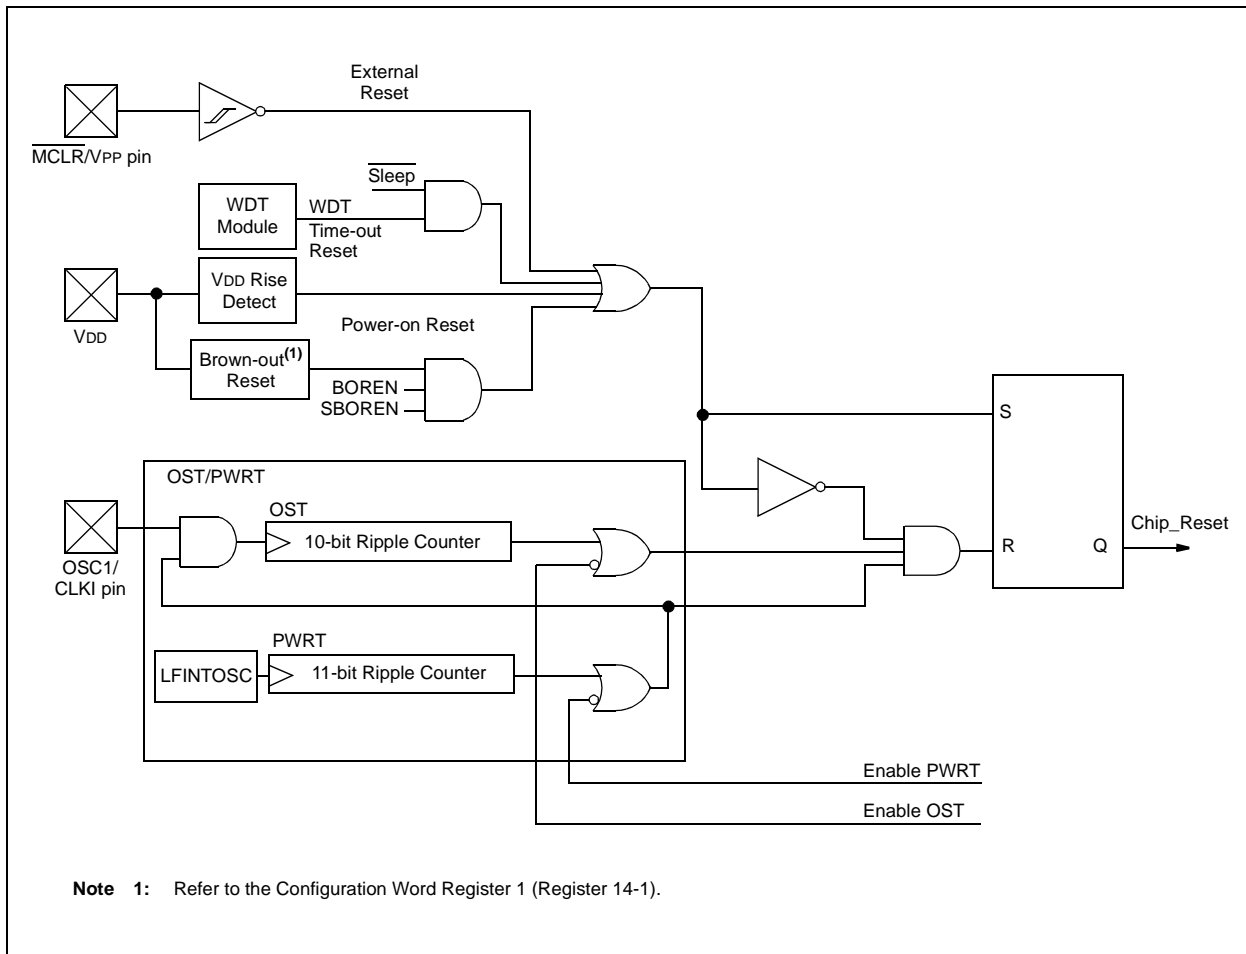 External
Reset
MCLR/VPP pin
Sleep
WDT
Module
WDT
Time-out
Reset
VDD
VDD Rise
Detect
Power-on Reset
Brown-out(1)
Reset
BOREN
SBOREN
S
R
Q
Chip_Reset
OST/PWRT
OST
10-bit Ripple Counter
OSC1/
CLKI pin
PWRT
LFINTOSC
11-bit Ripple Counter
Enable PWRT
Enable OST
Note 1: Refer to the Configuration Word Register 1 (Register 14-1).